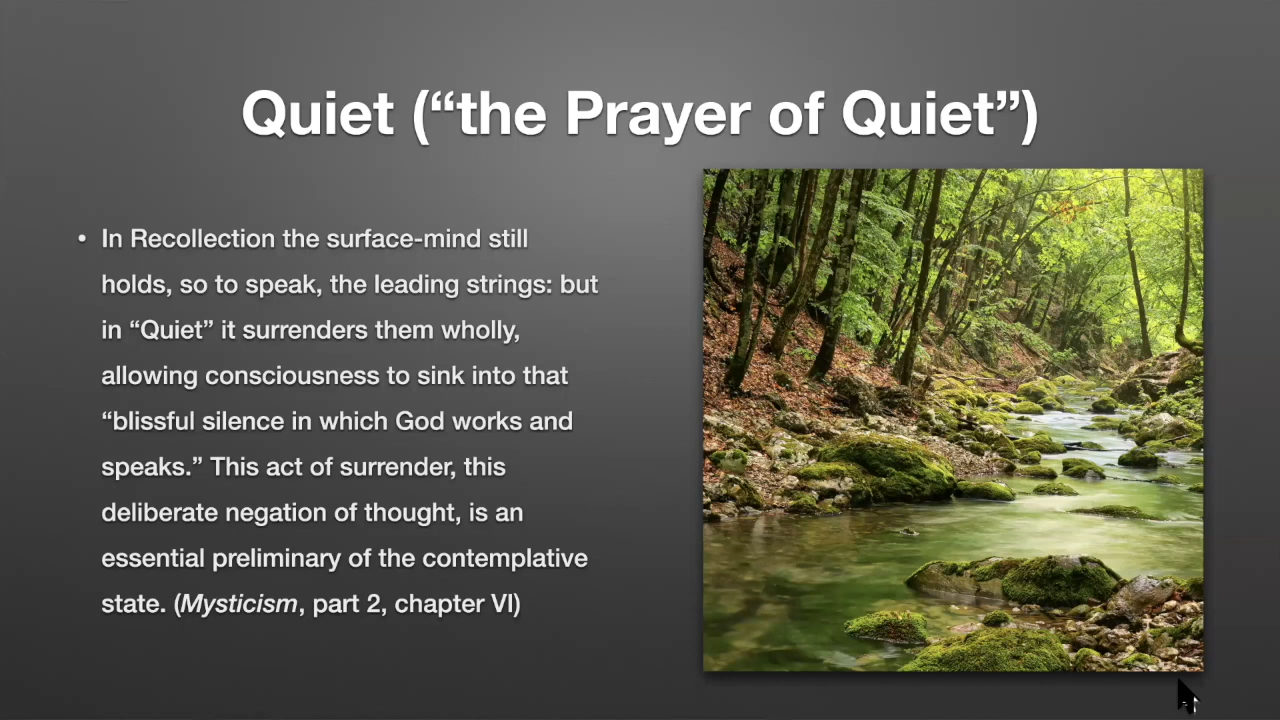 Quiet (“the Prayer of Quiet”)
• In Recollection the surface-mind still
holds, so to speak, the leading strings: but
in “Quiet” it surrenders them wholly,
allowing consciousness to sink into that
“blissful silence in which God works and
speaks.” This act of surrender, this
deliberate negation of thought, is an
essential preliminary of the contemplative
state. (Mysticism, part 2, chapter VI)